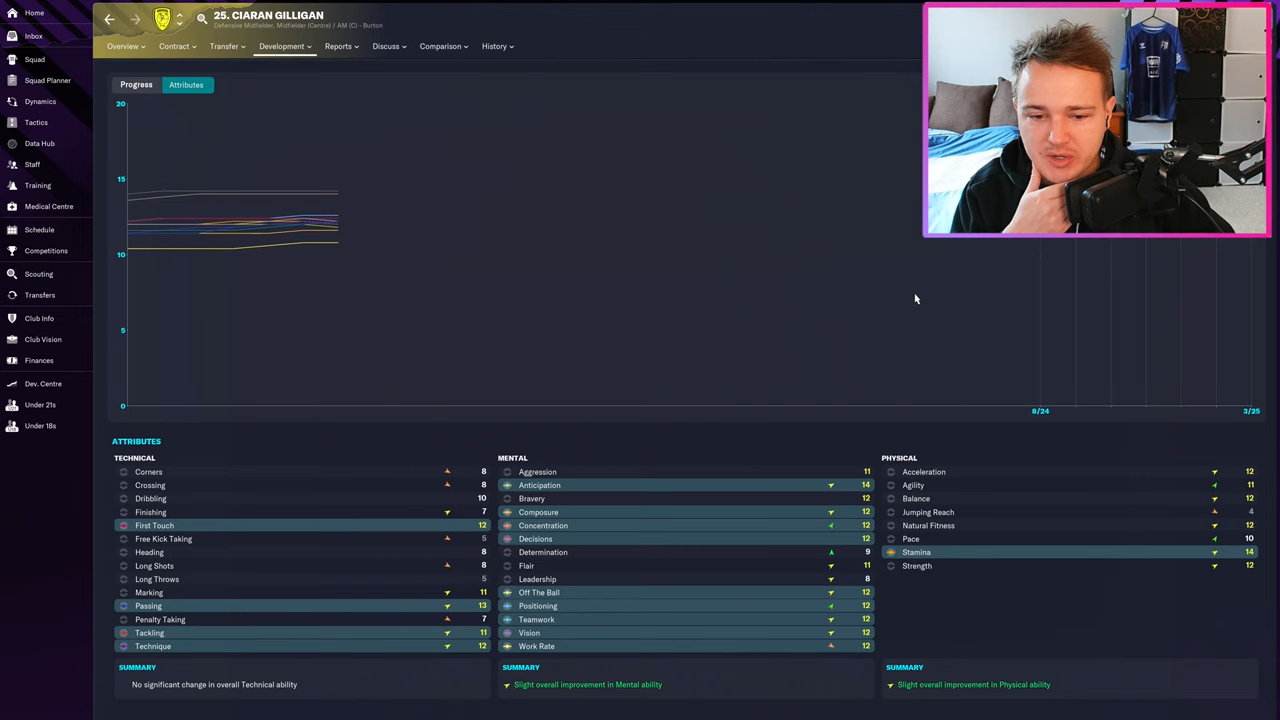 Home
Inbox
Squad
Squad Planner
Dynamics
Tactics
Data Hub
Staff
Training
Medical Centre
Schedule
Competitions
Scouting
Transfers
Club Info
Club Vision
Finances
Dev. Centre
Under 21s
Under 18s
25. CIARAN GILLIGAN
Defensive Midfielder, Midfielder (Centre) / AM (C) - Burton
Overview Contract Transfer Development Reports Discuss Comparison History
Progress Attributes
20
15
10
5
0
8/24 3/25
ATTRIBUTES
TECHNICAL
Corners 8
Crossing 8
Dribbling 10
Finishing 7
First Touch 12
Free Kick Taking 5
Heading 8
Long Shots 8
Long Throws 5
Marking 11
Passing 13
Penalty Taking 7
Tackling 11
Technique 12
SUMMARY
No significant change in overall Technical ability
MENTAL
Aggression 11
Anticipation 14
Bravery 12
Composure 12
Concentration 12
Decisions 12
Determination 9
Flair 11
Leadership 8
Off The Ball 12
Positioning 12
Teamwork 12
Vision 12
Work Rate 12
SUMMARY
Slight overall improvement in Mental ability
PHYSICAL
Acceleration 12
Agility 11
Balance 12
Jumping Reach 4
Natural Fitness 12
Pace 10
Stamina 14
Strength 12
SUMMARY
Slight overall improvement in Physical ability